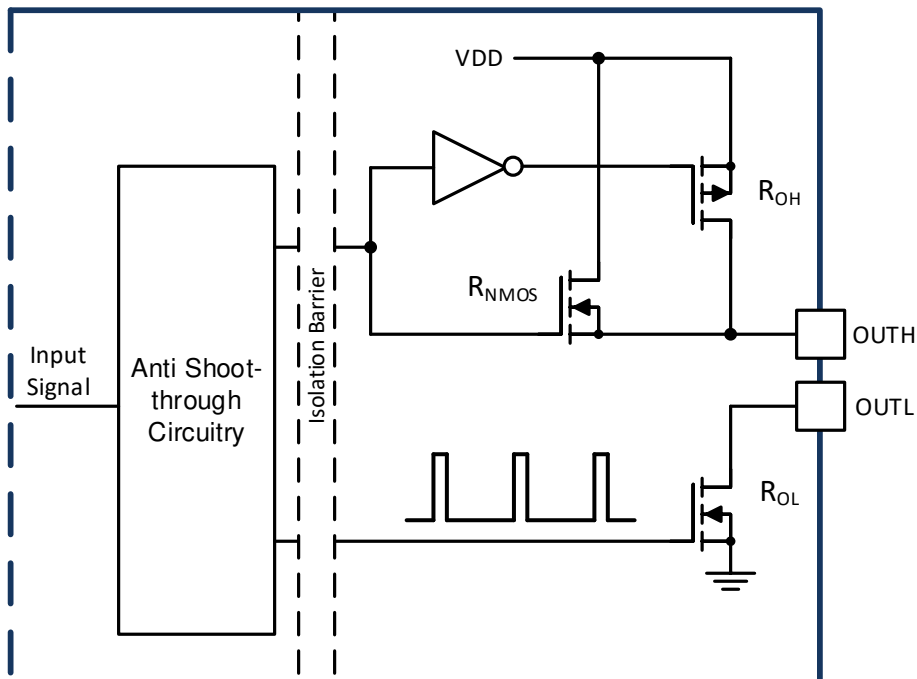 VDD
R_OH
R_NMOS
OUTH
Isolation Barrier
Input
Signal
Anti Shoot-
through
Circuitry
OUTL
R_OL